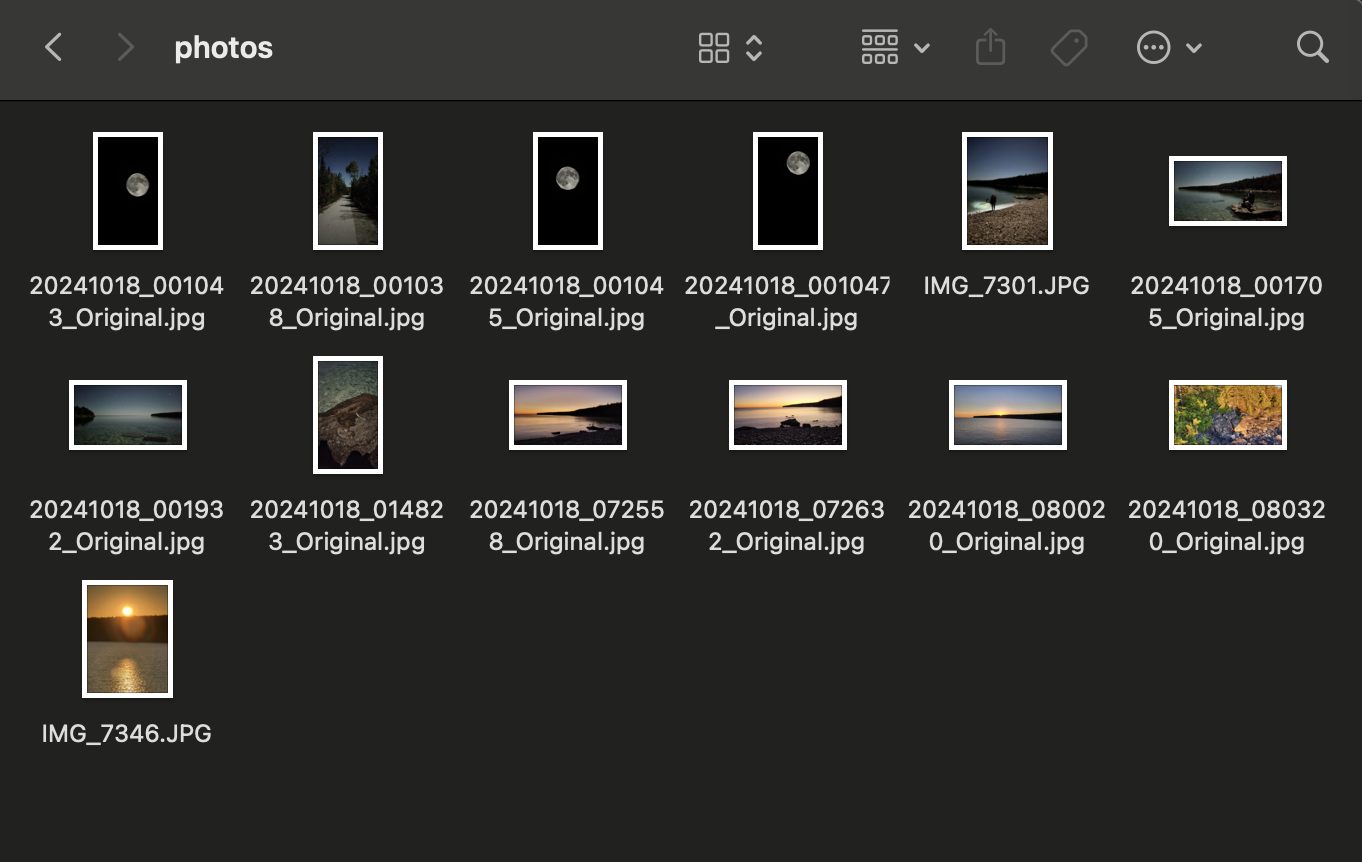 photos
20241018_00104
3_Original.jpg
20241018_00103
8_Original.jpg
20241018_00104
5_Original.jpg
20241018_001047
_Original.jpg
IMG_7301.JPG
20241018_00170
5_Original.jpg
20241018_00193
2_Original.jpg
20241018_01482
3_Original.jpg
20241018_07255
8_Original.jpg
20241018_07263
2_Original.jpg
20241018_08002
0_Original.jpg
20241018_08032
0_Original.jpg
IMG_7346.JPG